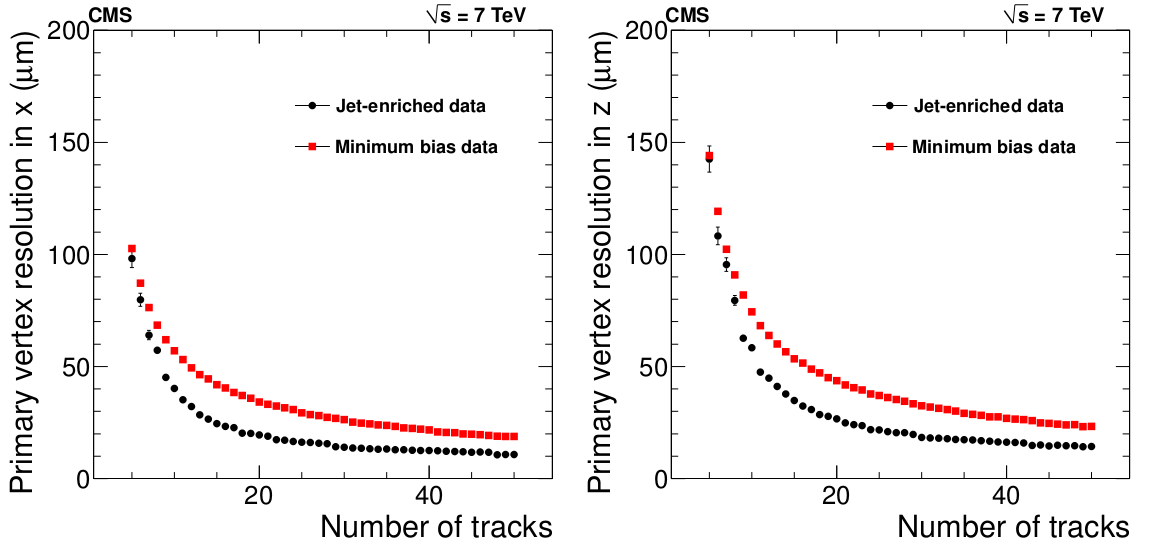 CMS
√s = 7 TeV
Primary vertex resolution in x (μm)
200
150
100
50
0
Jet-enriched data
Minimum bias data
20
40
Number of tracks
CMS
√s = 7 TeV
Primary vertex resolution in z (μm)
200
150
100
50
0
Jet-enriched data
Minimum bias data
20
40
Number of tracks